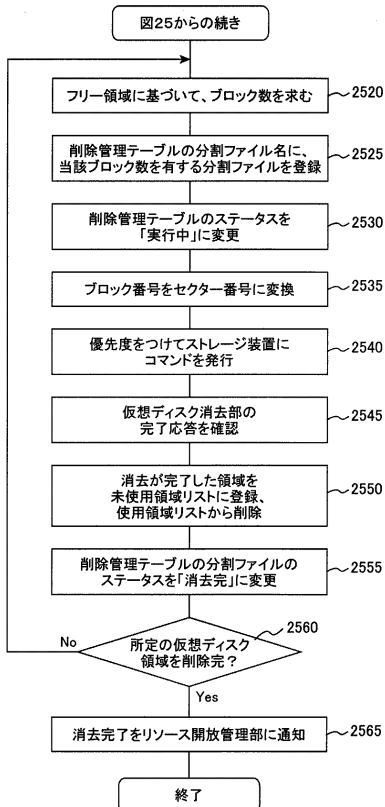 図25からの続き
フリー領域に基づいて、ブロック数を求む
2520
削除管理テーブルの分割ファイル名に、
当該ブロック数を有する分割ファイルを登録
2525
削除管理テーブルのステータスを
「実行中」に変更
2530
ブロック番号をセクター番号に変換
2535
優先度をつけてストレージ装置に
コマンドを発行
2540
仮想ディスク消去部の
完了応答を確認
2545
消去が完了した領域を
未使用領域リストに登録、
使用領域リストから削除
2550
削除管理テーブルの分割ファイルの
ステータスを「消去完」に変更
2555
所定の仮想ディスク
領域を削除完?
2560
No
Yes
消去完了をリソース開放管理部に通知
2565
終了